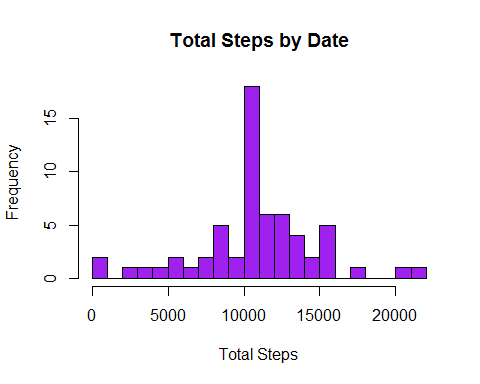 Total Steps by Date
Frequency
15
10
5
0
0 5000 10000 15000 20000
Total Steps